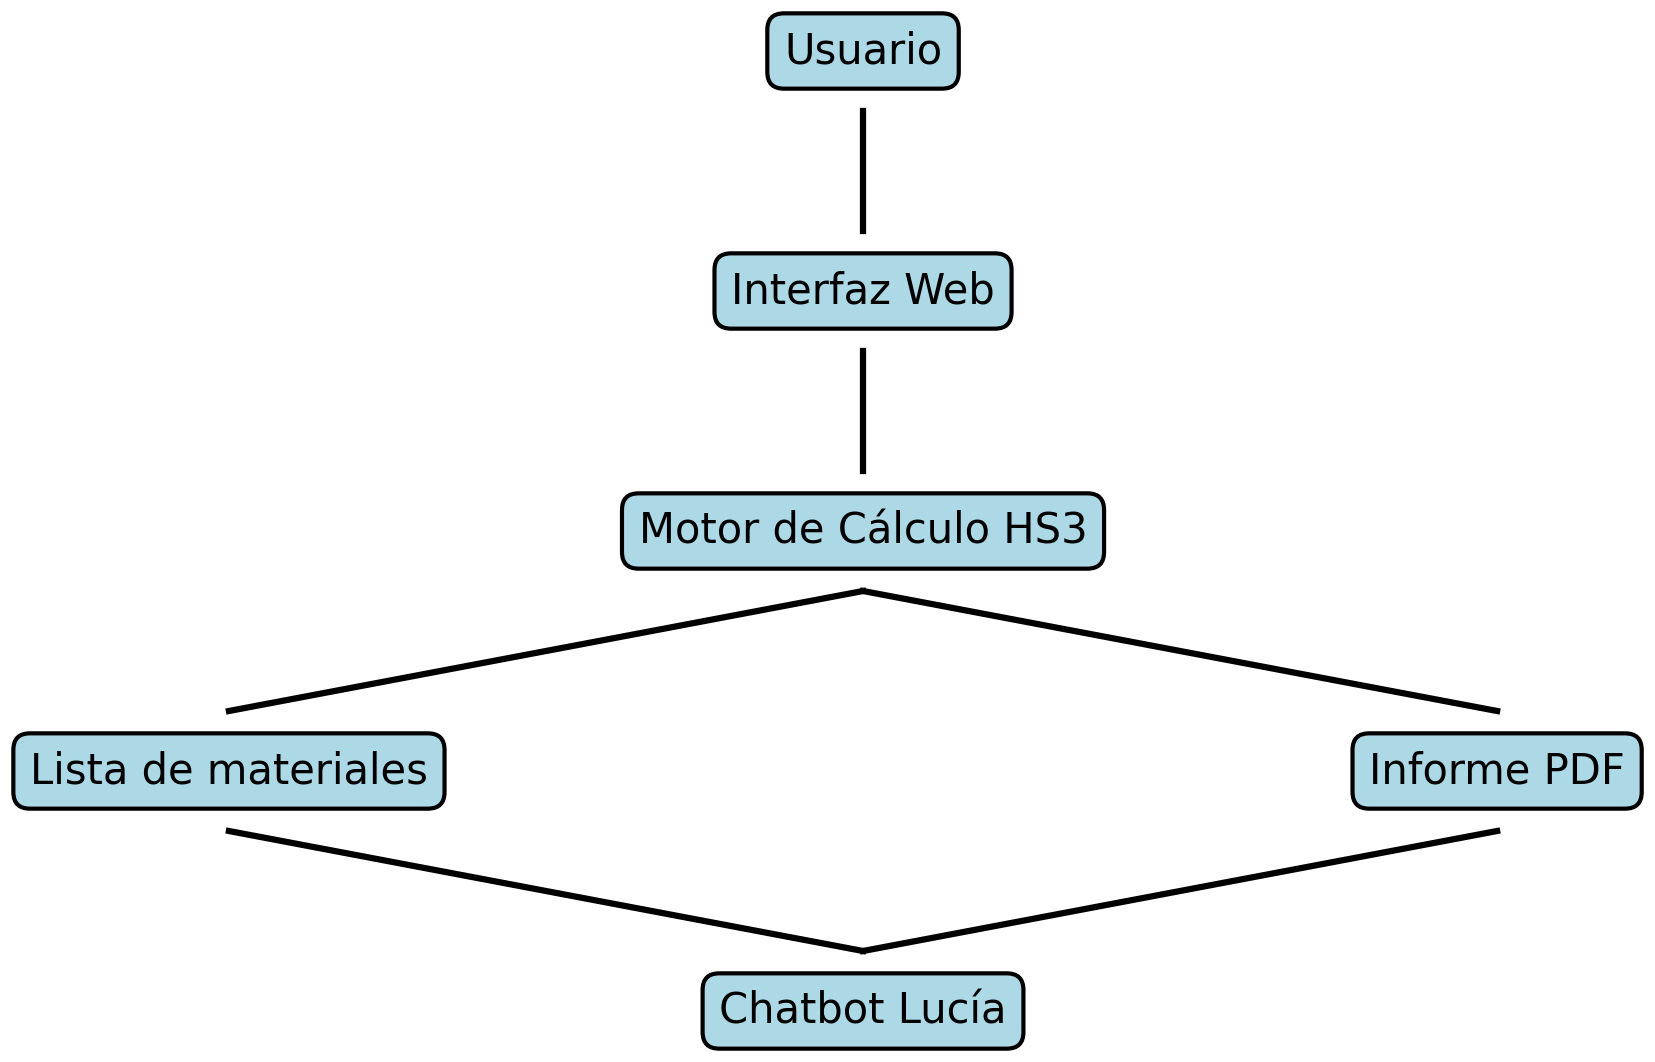 Usuario
Interfaz Web
Motor de Cálculo HS3
Lista de materiales
Informe PDF
Chatbot Lucía